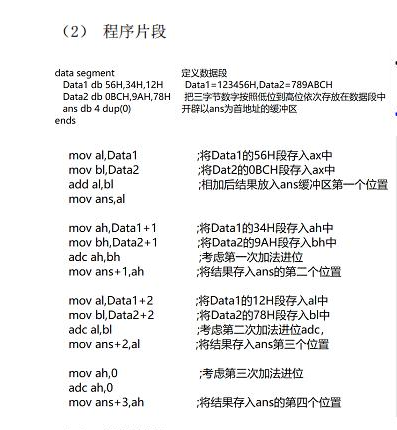 （2） 程序片段
data segment 定义数据段
Data1 db 56H,34H,12H Data1=123456H,Data2=789ABCH
Data2 db 0BCH,9AH,78H 把三字节数字按照低位到高位依次存放在数据段中
ans db 4 dup(0) 开辟以ans为首地址的缓冲区
ends
mov al,Data1 ;将Data1的56H段存入ax中
mov bl,Data2 ;将Dat2的0BCH段存入ax中
add al,bl ;相加后结果放入ans缓冲区第一个位置
mov ans,al
mov ah,Data1+1 ;将Data1的34H段存入ah中
mov bh,Data2+1 ;将Data2的9AH段存入bh中
adc ah,bh ;考虑第一次加法进位
mov ans+1,ah ;将结果存入ans的第二个位置
mov al,Data1+2 ;将Data1的12H段存入al中
mov bl,Data2+2 ;将Data2的78H段存入bl中
adc al,bl ;考虑第二次加法进位adc，
mov ans+2,al ;将结果存入ans第三个位置
mov ah,0 ;考虑第三次加法进位
adc ah,0
mov ans+3,ah ;将结果存入ans的第四个位置